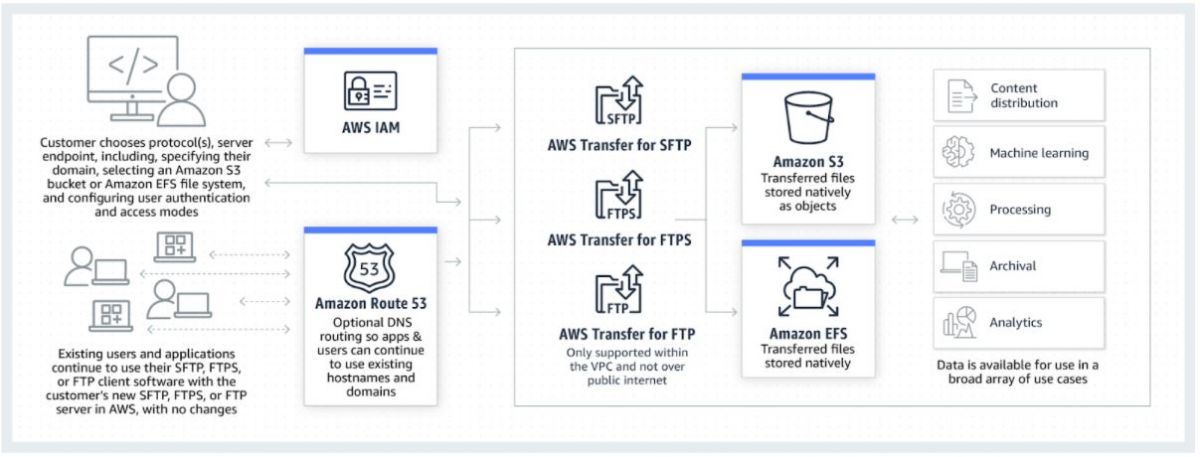 </>
Customer chooses protocol(s), server
endpoint, including, specifying their
domain, selecting an Amazon S3
bucket or Amazon EFS file system,
and configuring user authentication
and access modes
Existing users and applications
continue to use their SFTP, FTPS,
or FTP client software with the
customer's new SFTP, FTPS, or FTP
server in AWS, with no changes
AWS IAM
53
Amazon Route 53
Optional DNS
routing so apps &
users can continue
to use existing
hostnames and
domains
SFTP
AWS Transfer for SFTP
FTPS
AWS Transfer for FTPS
FTP
AWS Transfer for FTP
Only supported within
the VPC and not over
public internet
Amazon S3
Transferred files
stored natively
as objects
Amazon EFS
Transferred files
stored natively
Content
distribution
Machine learning
Processing
Archival
Analytics
Data is available for use in a
broad array of use cases